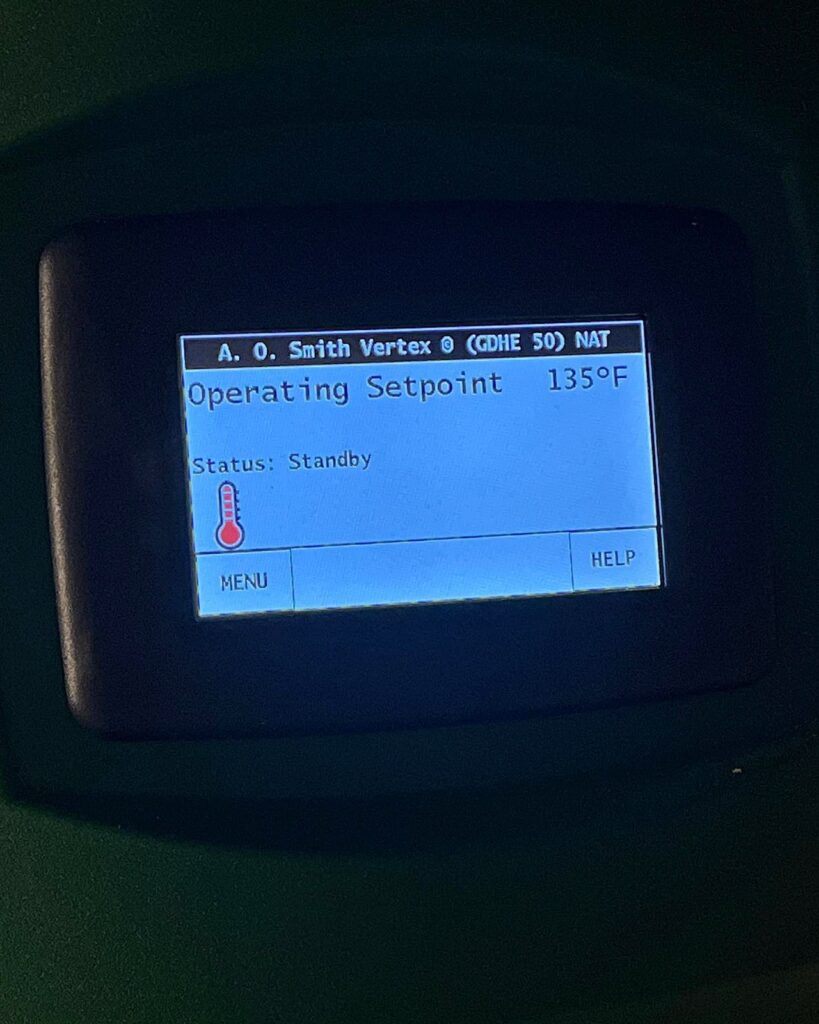 A. O. Smith Vertex © (GDHE 50) NAT
Operating Setpoint 135°F
Status: Standby
MENU
HELP